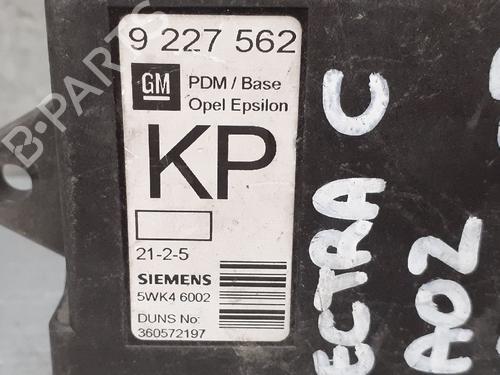 9 227 562
GM
PDM / Base
Opel Epsilon
KP
21-2-5
SIEMENS
5WK4 6002
DUNS No:
360572197
ECTRA C
A02
B-PARTS